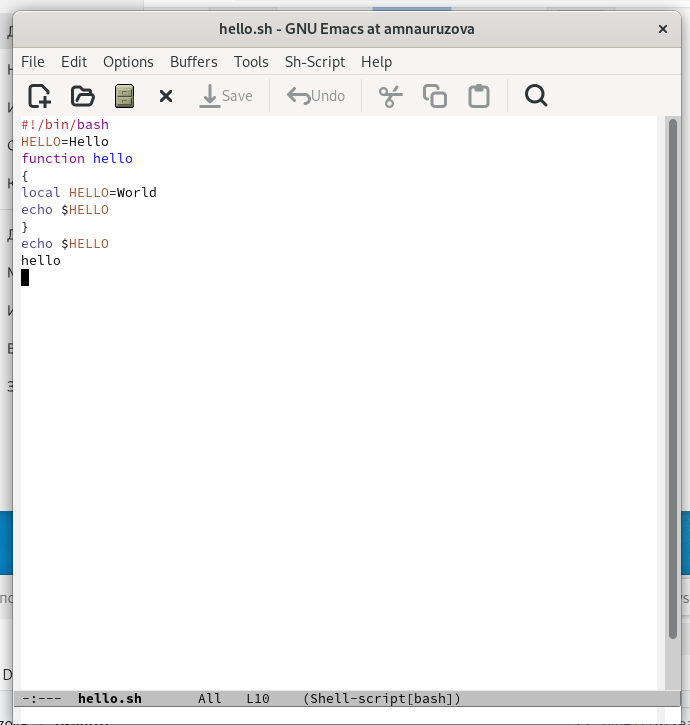 hello.sh - GNU Emacs at amnauruzova
File Edit Options Buffers Tools Sh-Script Help
Save Undo
#!/bin/bash
HELLO=Hello
function hello
{
local HELLO=World
echo $HELLO
}
echo $HELLO
hello
-:--- hello.sh All L10 (Shell-script[bash])